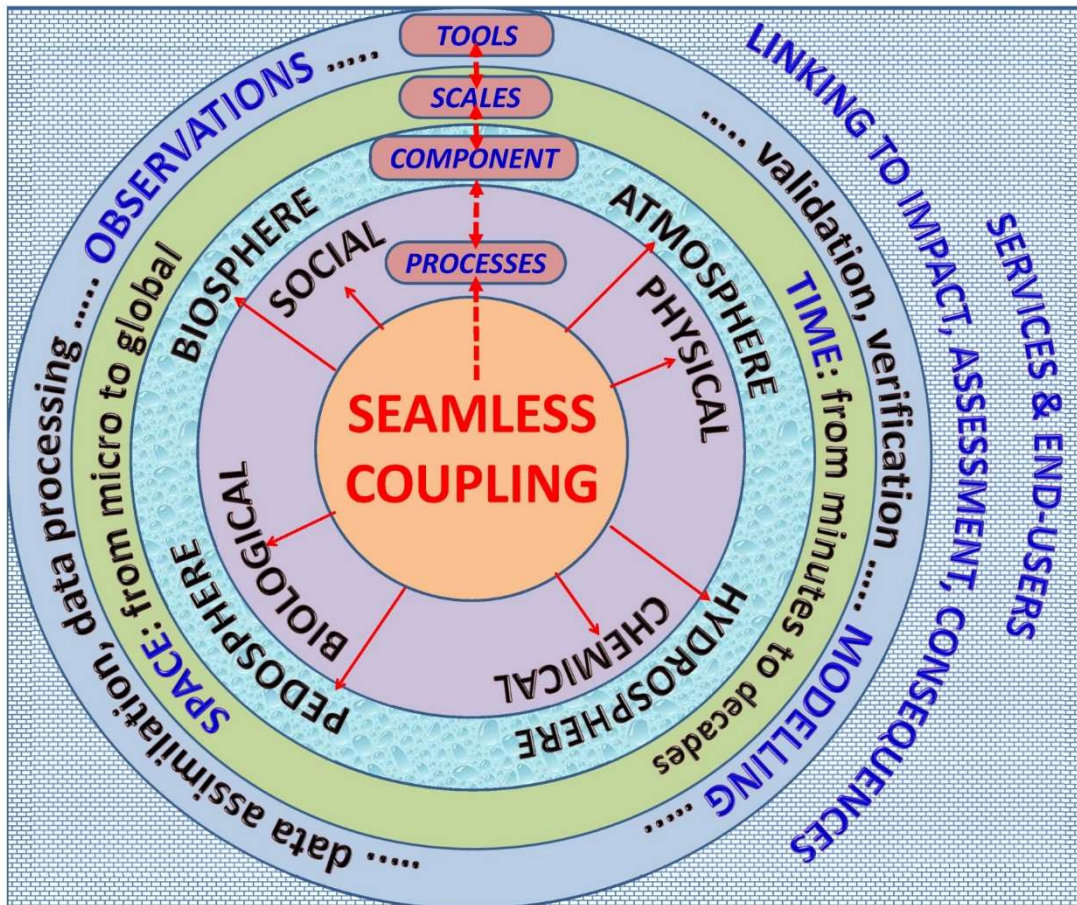 TOOLS
SCALES
COMPONENT
PROCESSES
SEAMLESS
COUPLING
SOCIAL
PHYSICAL
CHEMICAL
BIOLOGICAL
BIOSPHERE
ATMOSPHERE
HYDROSPHERE
PEDOSPHERE
SPACE: from micro to global
TIME: from minutes to decades
..... data assimilation, data processing ..... OBSERVATIONS .....
..... validation, verification ..... MODELLING .....
LINKING TO IMPACT, ASSESSMENT, CONSEQUENCES
SERVICES & END-USERS